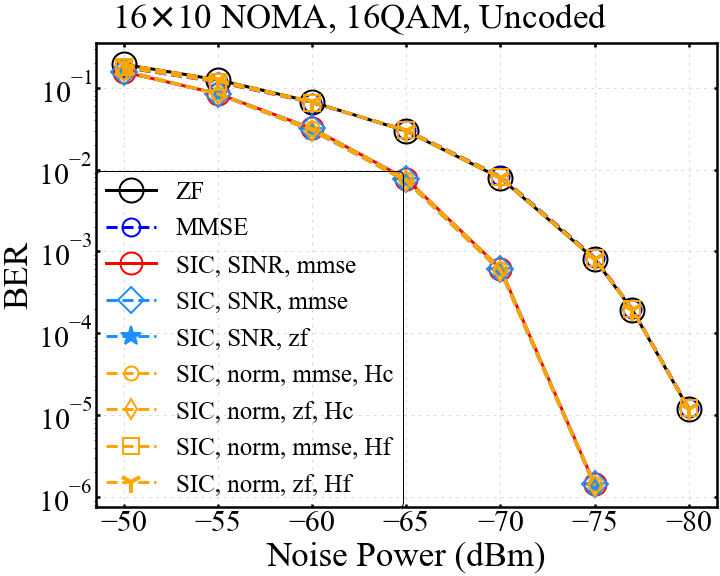 16×10 NOMA, 16QAM, Uncoded
10⁻¹
10⁻²
10⁻³
10⁻⁴
10⁻⁵
10⁻⁶
BER
ZF
MMSE
SIC, SINR, mmse
SIC, SNR, mmse
SIC, SNR, zf
SIC, norm, mmse, Hc
SIC, norm, zf, Hc
SIC, norm, mmse, Hf
SIC, norm, zf, Hf
−50 −55 −60 −65 −70 −75 −80
Noise Power (dBm)